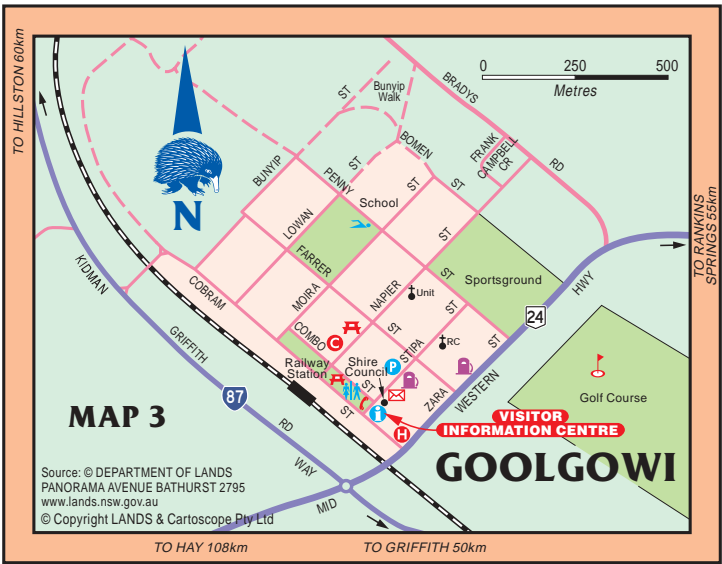 TO HILLSTON 60km
TO RANKINS
SPRINGS 55km
0 250 500
Metres
N
ST
Bunyip
Walk
BRADYS
RD
BUNYIP
PENNY
ST
BOMEN
ST
FRANK
CAMPBELL
CR
School
ST
LOWAN
FARRER
ST
ST
Sportsground
KIDMAN
COBRAM
MOIRA
NAPIER
Unit
ST
HWY
24
GRIFFITH
COMBO
C
ST
STIPA
RC
ST
Railway
Station
Shire
Council
P
ST
ST
ZARA
WESTERN
Golf Course
87
i
H
VISITOR
INFORMATION CENTRE
MAP 3
RD
WAY
MID
GOOLGOWI
Source: © DEPARTMENT OF LANDS
PANORAMA AVENUE BATHURST 2795
www.lands.nsw.gov.au
© Copyright LANDS & Cartoscope Pty Ltd
TO HAY 108km
TO GRIFFITH 50km